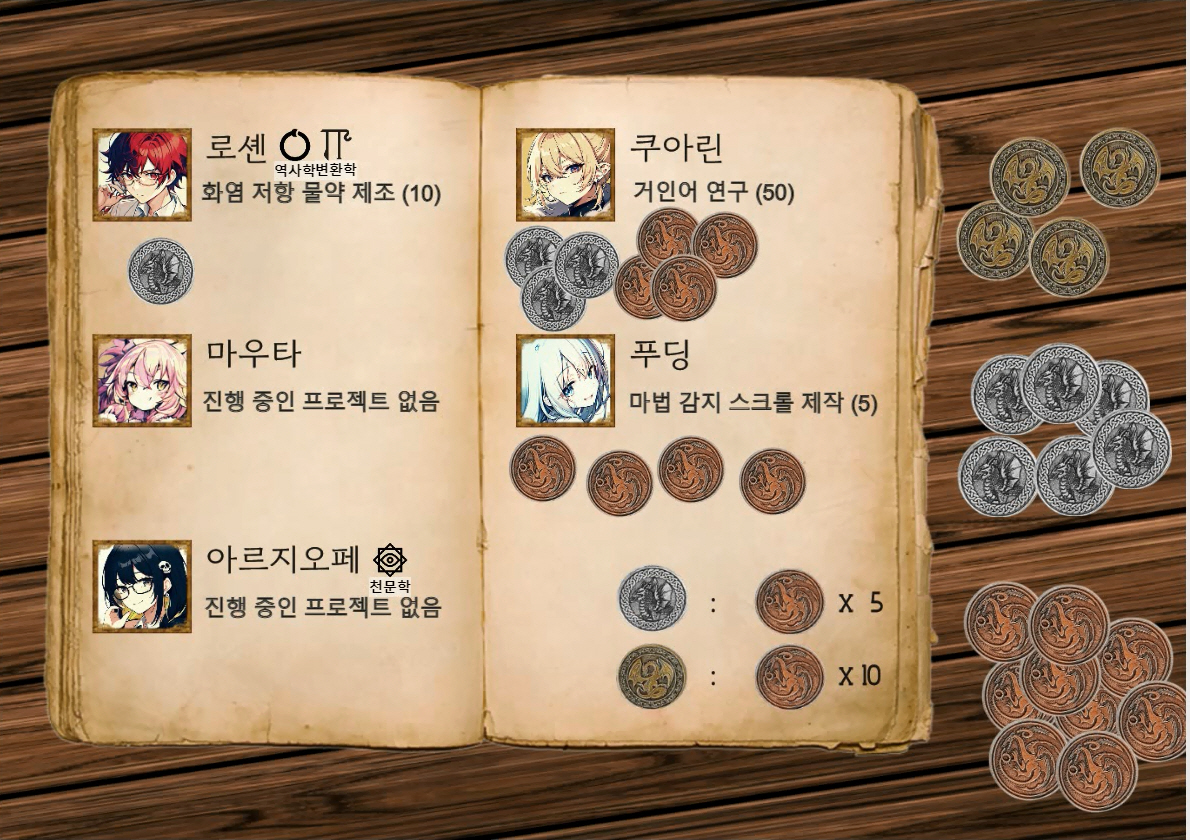 로셴
역사학변환학
화염 저항 물약 제조 (10)
마우타
진행 중인 프로젝트 없음
아르지오페
천문학
진행 중인 프로젝트 없음
쿠아린
거인어 연구 (50)
푸딩
마법 감지 스크롤 제작 (5)
: X 5
: X 10